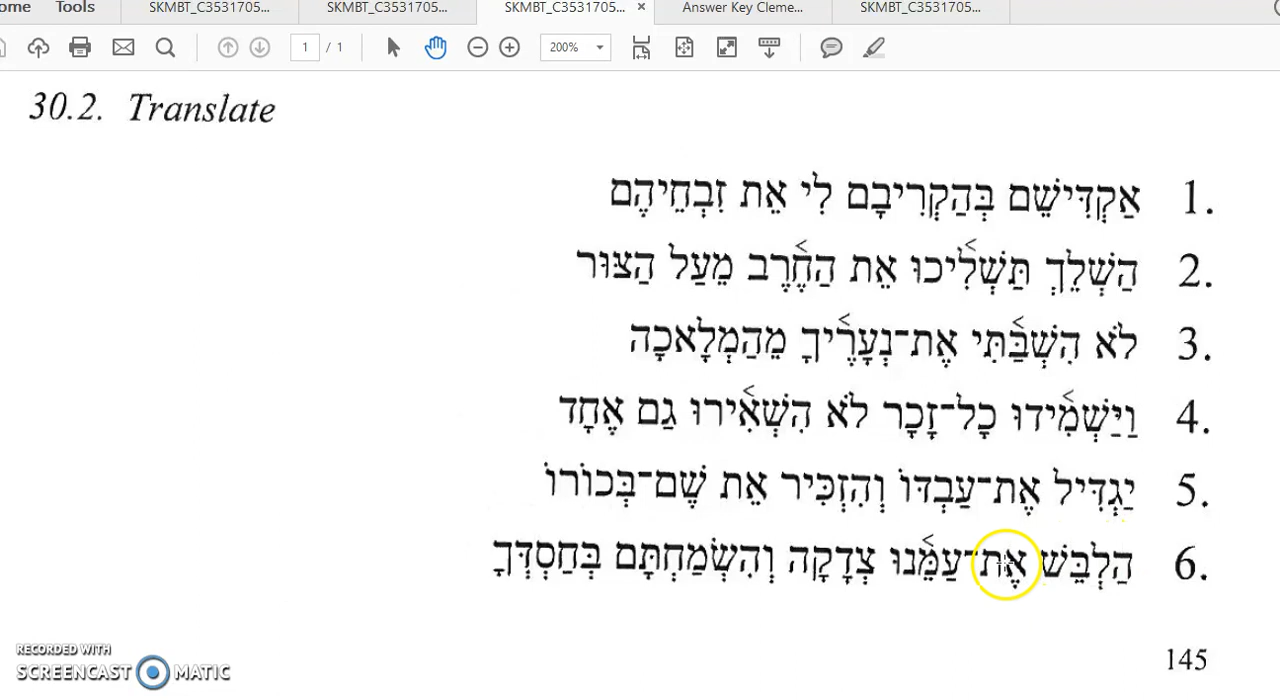 ome Tools SKMBT_C3531705... SKMBT_C3531705... SKMBT_C3531705... × Answer Key Cleme... SKMBT_C3531705...
1 / 1 200%
30.2. Translate
1. אַקְדִּישֵׁם בְּהַקְרִיבָם לִי אֵת זִבְחֵיהֶם
2. הַשְׁלֵךְ תַּשְׁלִ֫יכוּ אֵת הַחֶ֫רֶב מֵעַל הַצּוּר
3. לֹא הִשְׁבַּ֫תִּי אֶת־נְעָרֶ֫יךָ מֵהַמְלָאכָה
4. וַיַּשְׁמִ֫ידוּ כָל־זָכָר לֹא הִשְׁאִ֫ירוּ גַם אֶחָד
5. יַגְדִּיל אֶת־עַבְדּוֹ וְהִזְכִּיר אֵת שֶׁם־בְּכוֹרוֹ
6. הַלְבֵּשׁ אֶת־עַמֵּ֫נוּ צְדָקָה וְהִשְׂמַחְתָּם בְּחַסְדְּךָ
145
RECORDED WITH
SCREENCAST MATIC